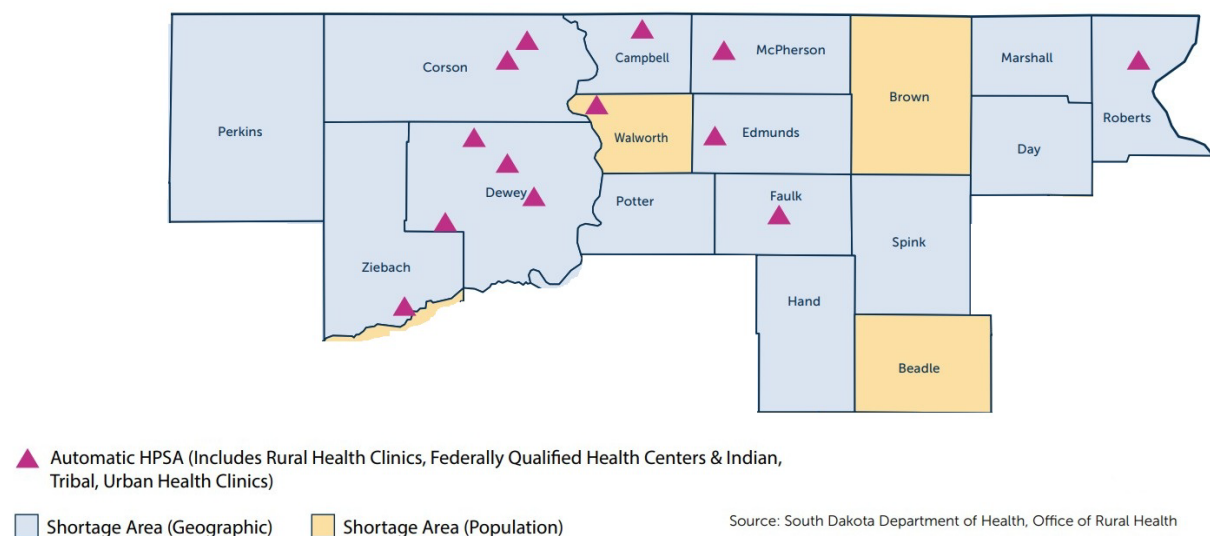 Corson
Campbell
McPherson
Marshall
Brown
Roberts
Perkins
Walworth
Edmunds
Day
Dewey
Potter
Faulk
Spink
Ziebach
Hand
Beadle
Automatic HPSA (Includes Rural Health Clinics, Federally Qualified Health Centers & Indian,
Tribal, Urban Health Clinics)
Shortage Area (Geographic)
Shortage Area (Population)
Source: South Dakota Department of Health, Office of Rural Health